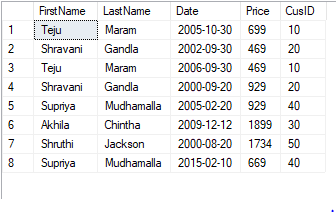 FirstName LastName Date Price CusID
1 Teju Maram 2005-10-30 699 10
2 Shravani Gandla 2002-09-30 469 20
3 Teju Maram 2006-09-30 469 10
4 Shravani Gandla 2000-09-20 929 20
5 Supriya Mudhamalla 2005-02-20 929 40
6 Akhila Chintha 2009-12-12 1899 30
7 Shruthi Jackson 2000-08-20 1734 50
8 Supriya Mudhamalla 2015-02-10 669 40